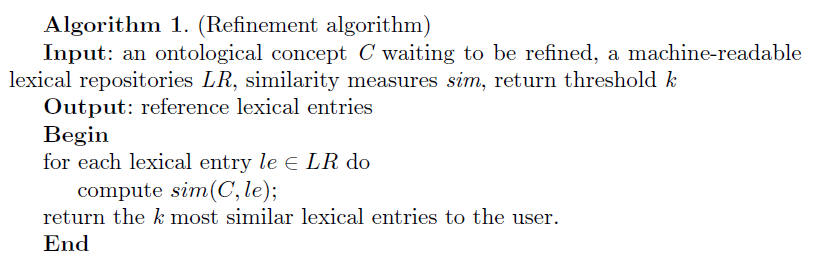 Algorithm 1. (Refinement algorithm)
Input: an ontological concept C waiting to be refined, a machine-readable
lexical repositories LR, similarity measures sim, return threshold k
Output: reference lexical entries
Begin
for each lexical entry le ∈ LR do
compute sim(C, le);
return the k most similar lexical entries to the user.
End